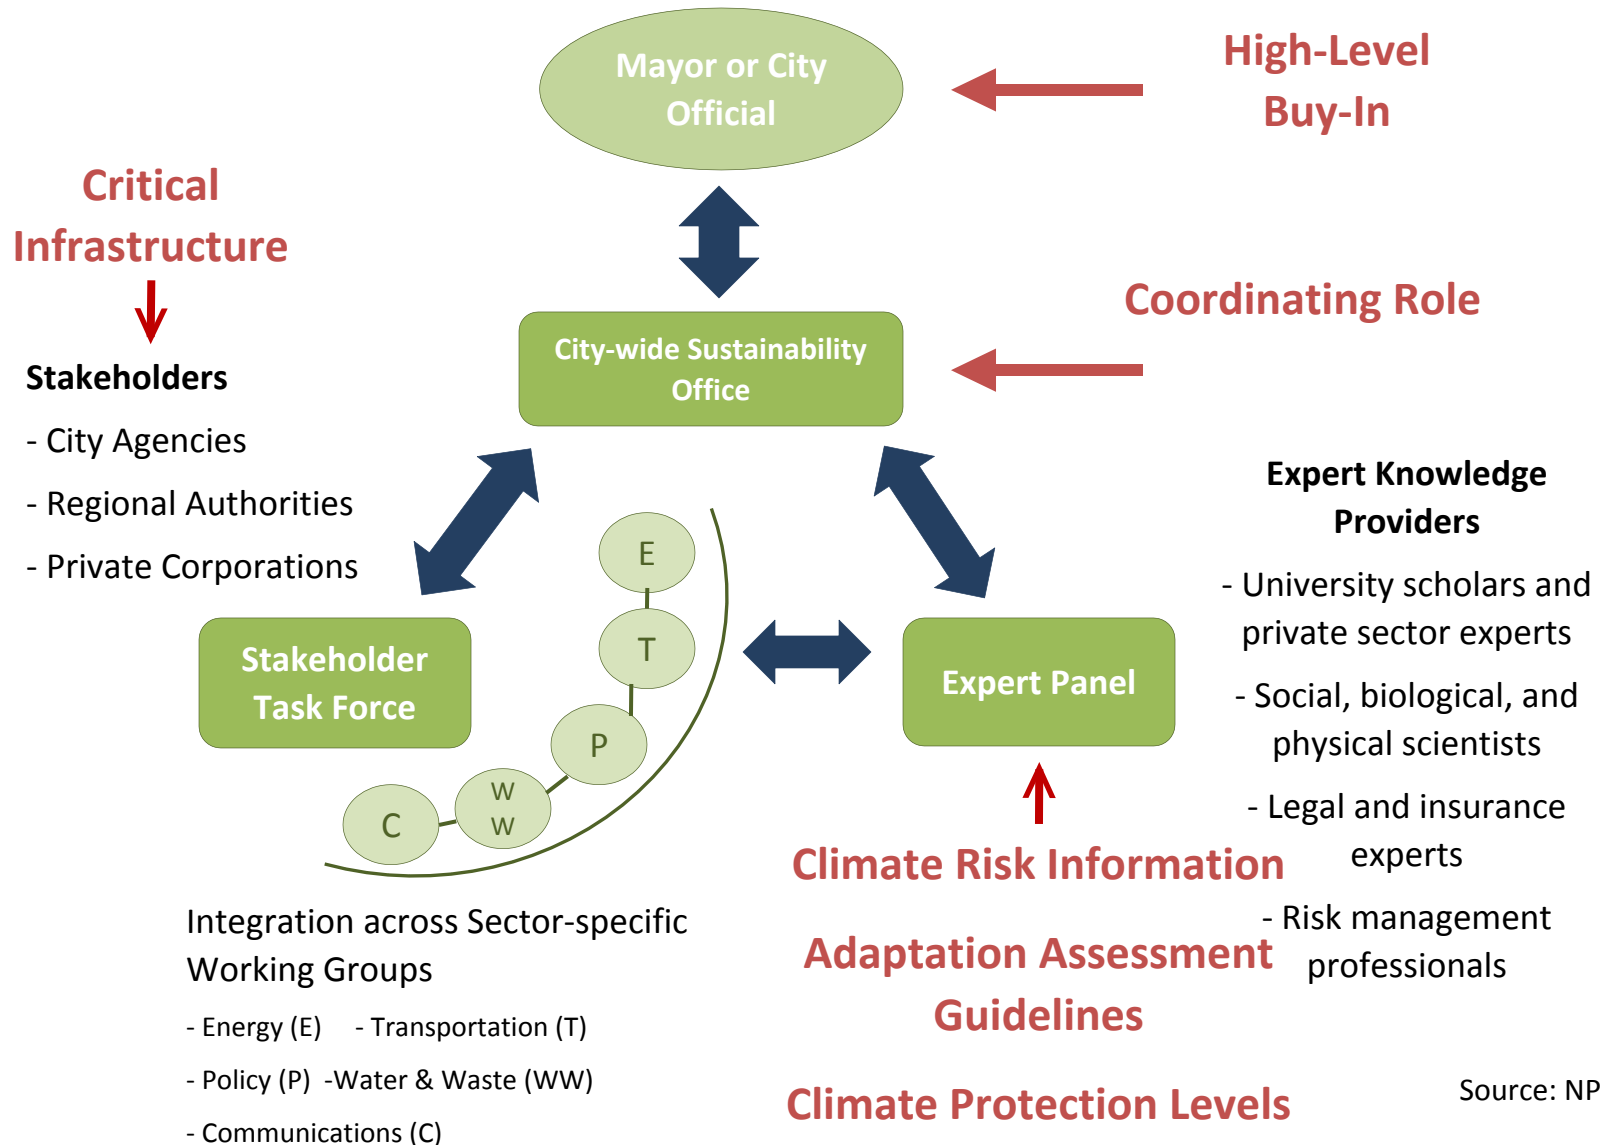 Mayor or City
Official
High-Level
Buy-In
Critical
Infrastructure
Coordinating Role
City-wide Sustainability
Office
Stakeholders
- City Agencies
- Regional Authorities
- Private Corporations
Expert Knowledge
Providers
- University scholars and
private sector experts
- Social, biological, and
physical scientists
- Legal and insurance
experts
- Risk management
professionals
Stakeholder
Task Force
E
T
P
W
W
C
Expert Panel
Climate Risk Information
Adaptation Assessment
Guidelines
Climate Protection Levels
Integration across Sector-specific
Working Groups
- Energy (E) - Transportation (T)
- Policy (P) -Water & Waste (WW)
- Communications (C)
Source: NP